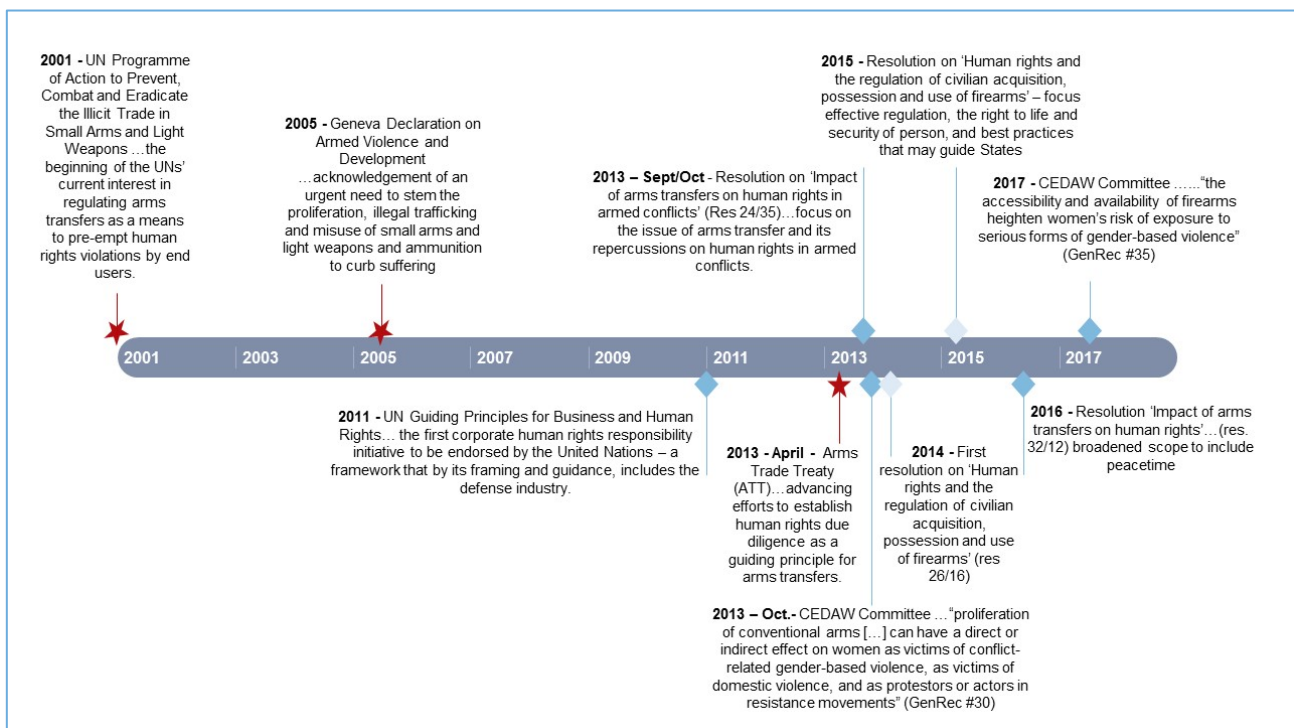 2001 - UN Programme
of Action to Prevent,
Combat and Eradicate
the Illicit Trade in
Small Arms and Light
Weapons …the
beginning of the UNs’
current interest in
regulating arms
transfers as a means
to pre-empt human
rights violations by end
users.
2005 - Geneva Declaration on
Armed Violence and
Development
…acknowledgement of an
urgent need to stem the
proliferation, illegal trafficking
and misuse of small arms and
light weapons and ammunition
to curb suffering
2013 – Sept/Oct - Resolution on ‘Impact
of arms transfers on human rights in
armed conflicts’ (Res 24/35)…focus on
the issue of arms transfer and its
repercussions on human rights in armed
conflicts.
2015 - Resolution on ‘Human rights and
the regulation of civilian acquisition,
possession and use of firearms’ – focus
effective regulation, the right to life and
security of person, and best practices
that may guide States
2017 - CEDAW Committee …...“the
accessibility and availability of firearms
heighten women’s risk of exposure to
serious forms of gender-based violence”
(GenRec #35)
2001 2003 2005 2007 2009 2011 2013 2015 2017
2011 - UN Guiding Principles for Business and Human
Rights… the first corporate human rights responsibility
initiative to be endorsed by the United Nations – a
framework that by its framing and guidance, includes the
defense industry.
2013 - April - Arms
Trade Treaty
(ATT)…advancing
efforts to establish
human rights due
diligence as a
guiding principle for
arms transfers.
2014 - First
resolution on ‘Human
rights and the
regulation of civilian
acquisition,
possession and use
of firearms’ (res
26/16)
2016 - Resolution ‘Impact of arms
transfers on human rights’…(res.
32/12) broadened scope to include
peacetime
2013 – Oct.- CEDAW Committee …“proliferation
of conventional arms […] can have a direct or
indirect effect on women as victims of conflict-
related gender-based violence, as victims of
domestic violence, and as protestors or actors in
resistance movements” (GenRec #30)